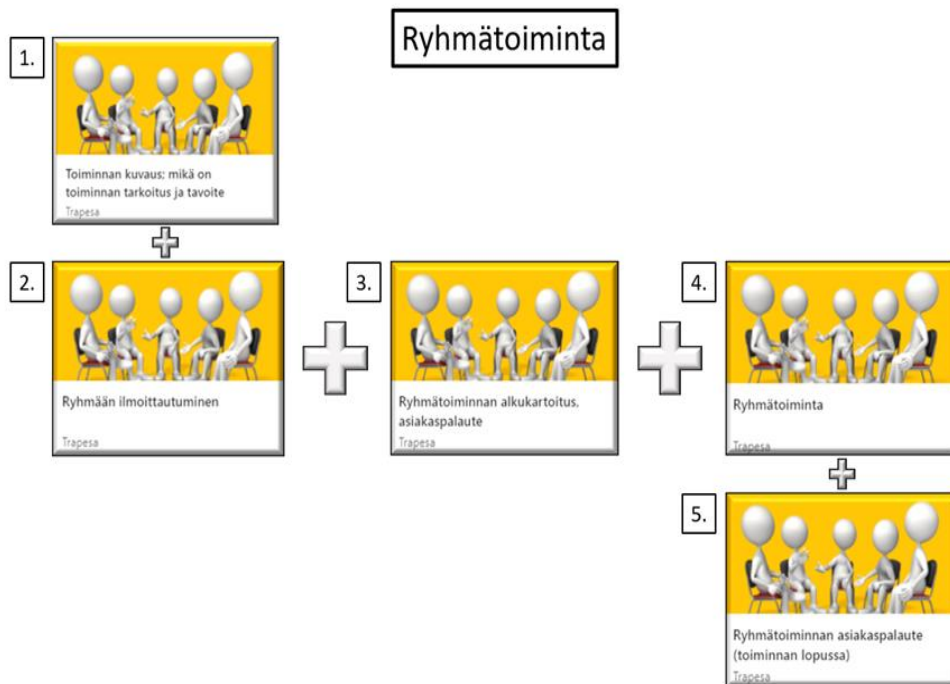 Ryhmätoiminta
1.
Toiminnan kuvaus; mikä on
toiminnan tarkoitus ja tavoite
Trapesa
2.
Ryhmään ilmoittautuminen
Trapesa
3.
Ryhmätoiminnan alkukartoitus,
asiakaspalaute
Trapesa
4.
Ryhmätoiminta
Trapesa
5.
Ryhmätoiminnan asiakaspalaute
(toiminnan lopussa)
Trapesa